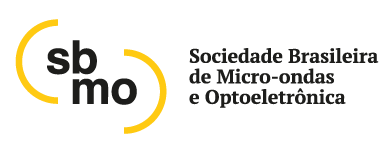 sb
mo
Sociedade Brasileira
de Micro-ondas
e Optoeletrônica